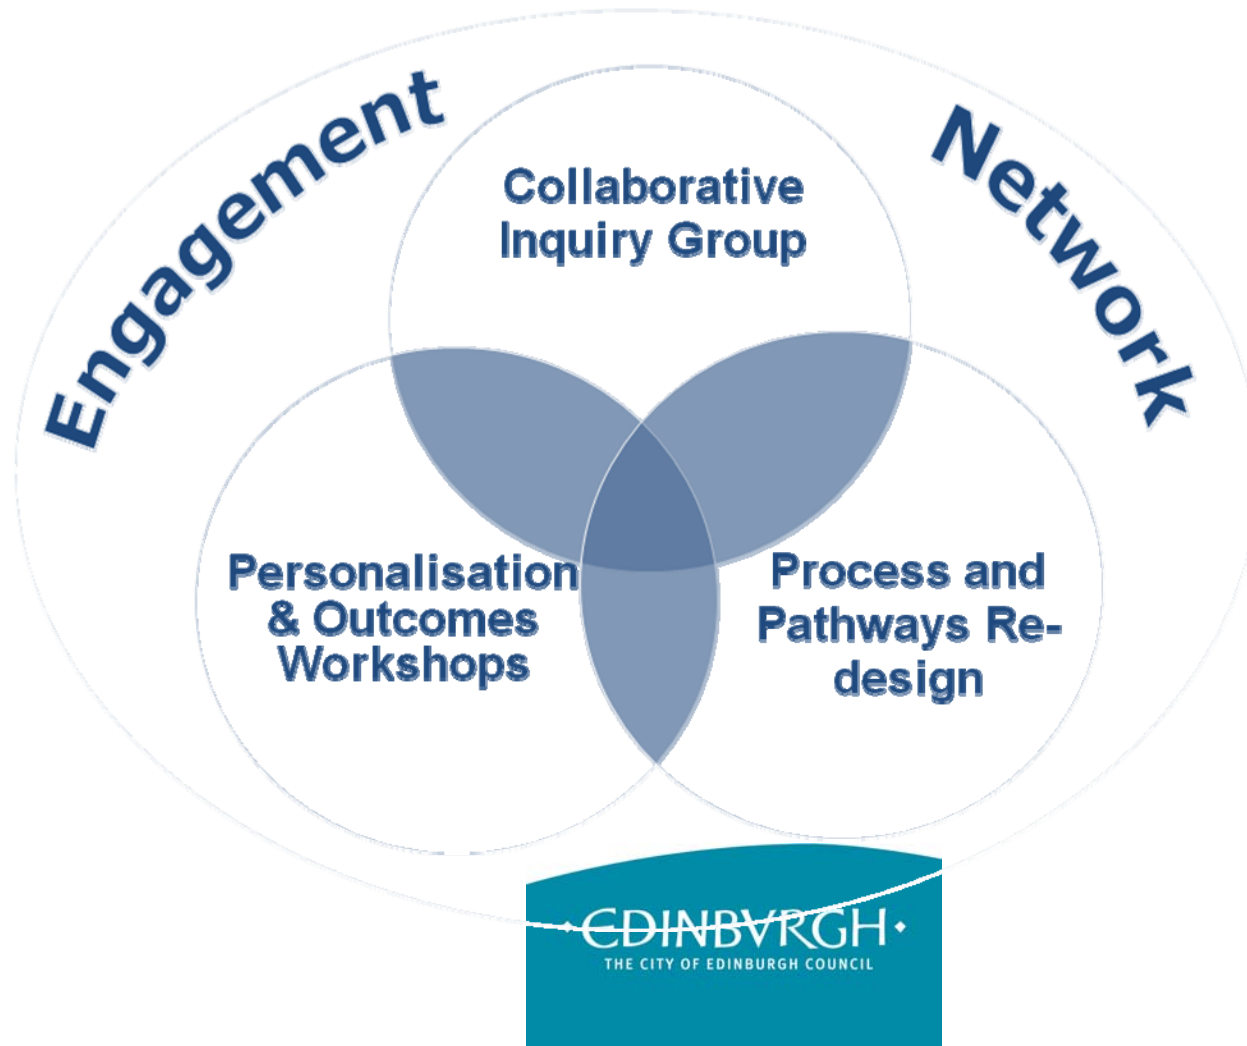 Engagement
Network
Collaborative
Inquiry Group
Personalisation
& Outcomes
Workshops
Process and
Pathways Re-
design
·EDINBVRGH·
THE CITY OF EDINBURGH COUNCIL